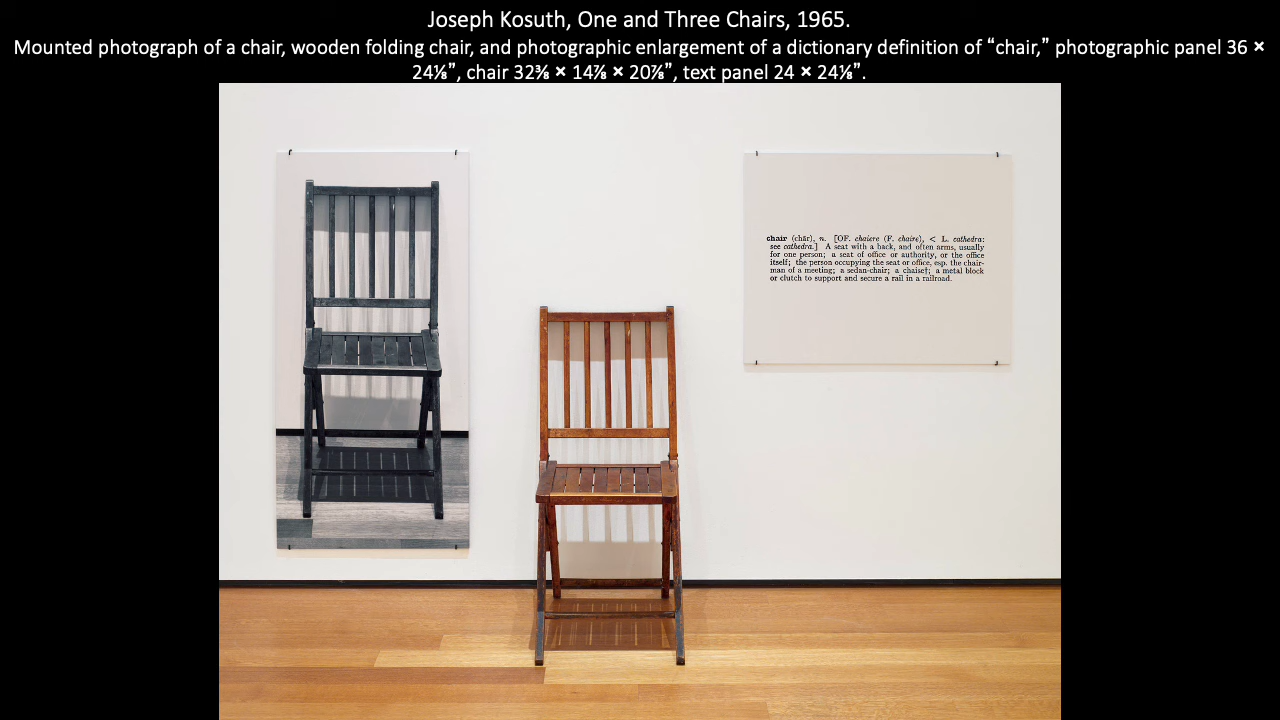 Joseph Kosuth, One and Three Chairs, 1965.
Mounted photograph of a chair, wooden folding chair, and photographic enlargement of a dictionary definition of “chair,” photographic panel 36 ×
24⅛”, chair 32⅜ × 14⅞ × 20⅞”, text panel 24 × 24⅛”.
chair (chãr), n. [OF. chaiere (F. chaire), < L. cathedra:
see cathedra.] A seat with a back, and often arms, usually
for one person; a seat of office or authority, or the office
itself; the person occupying the seat or office, esp. the chair-
man of a meeting; a sedan-chair; a chaise†; a metal block
or clutch to support and secure a rail in a railroad.